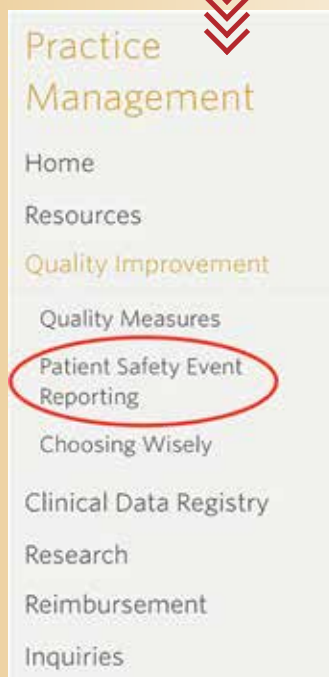 Practice
Management
Home
Resources
Quality Improvement
Quality Measures
Patient Safety Event
Reporting
Choosing Wisely
Clinical Data Registry
Research
Reimbursement
Inquiries